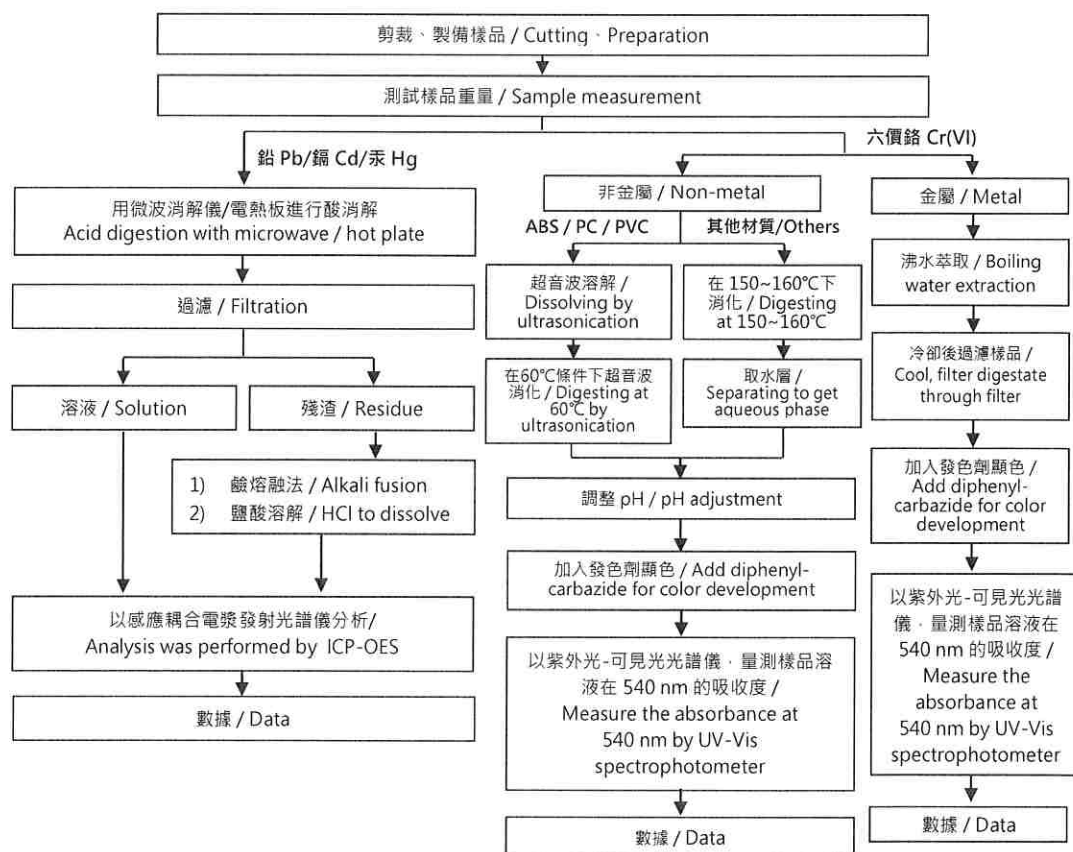 剪裁、製備樣品 / Cutting、Preparation
測試樣品重量 / Sample measurement
鉛 Pb/鎘 Cd/汞 Hg
六價鉻 Cr(VI)
用微波消解儀/電熱板進行酸消解
Acid digestion with microwave / hot plate
過濾 / Filtration
溶液 / Solution
殘渣 / Residue
1) 鹼熔融法 / Alkali fusion
2) 鹽酸溶解 / HCl to dissolve
以感應耦合電漿發射光譜儀分析/
Analysis was performed by ICP-OES
數據 / Data
非金屬 / Non-metal
ABS / PC / PVC
其他材質/Others
超音波溶解 /
Dissolving by
ultrasonication
在 150~160℃下
消化 / Digesting
at 150~160℃
在60℃條件下超音波
消化 / Digesting at
60℃ by
ultrasonication
取水層 /
Separating to get
aqueous phase
調整 pH / pH adjustment
加入發色劑顯色 / Add diphenyl-
carbazide for color development
以紫外光-可見光光譜儀，量測樣品溶
液在 540 nm 的吸收度 /
Measure the absorbance at
540 nm by UV-Vis
spectrophotometer
數據 / Data
金屬 / Metal
沸水萃取 / Boiling
water extraction
冷卻後過濾樣品 /
Cool, filter digestate
through filter
加入發色劑顯色 /
Add diphenyl-
carbazide for color
development
以紫外光-可見光光譜
儀，量測樣品溶液在
540 nm 的吸收度 /
Measure the
absorbance at
540 nm by UV-Vis
spectrophotometer
數據 / Data